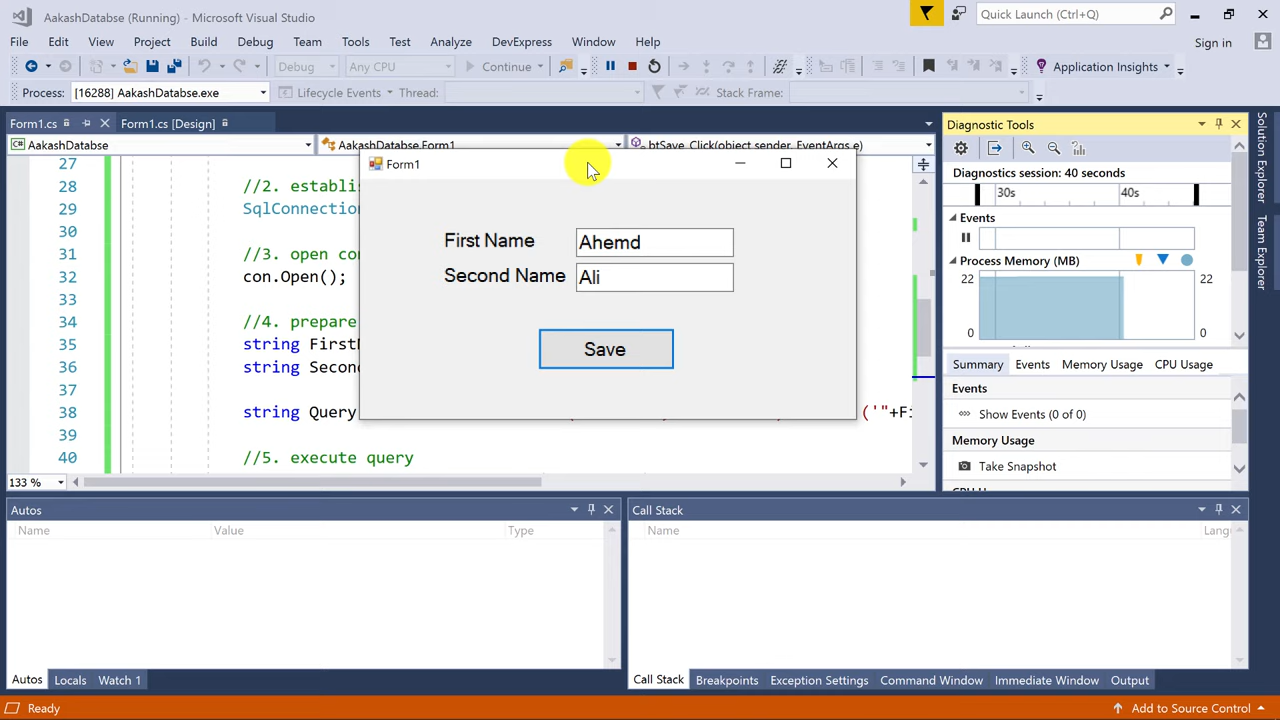 AakashDatabse (Running) - Microsoft Visual Studio
Quick Launch (Ctrl+Q)
File Edit View Project Build Debug Team Tools Test Analyze DevExpress Window Help
Sign in
Debug Any CPU Continue Application Insights
Process: [16288] AakashDatabse.exe Lifecycle Events Thread: Stack Frame:
Form1.cs Form1.cs [Design]
AakashDatabse AakashDatabse.Form1 btSave_Click(object sender, EventArgs e)
27
28 //2. establis
29 SqlConnection
30
31 //3. open con
32 con.Open();
33
34 //4. prepare
35 string FirstN
36 string Secon
37
38 string Query ('"+Fi
39
40 //5. execute query
133 %
Form1
First Name Ahemd
Second Name Ali
Save
Diagnostic Tools
Diagnostics session: 40 seconds
30s 40s
Events
Process Memory (MB)
22 22
0 0
Summary Events Memory Usage CPU Usage
Events
Show Events (0 of 0)
Memory Usage
Take Snapshot
Solution Explorer
Team Explorer
Autos
Name Value Type
Autos Locals Watch 1
Call Stack
Name Lang
Call Stack Breakpoints Exception Settings Command Window Immediate Window Output
Ready
Add to Source Control